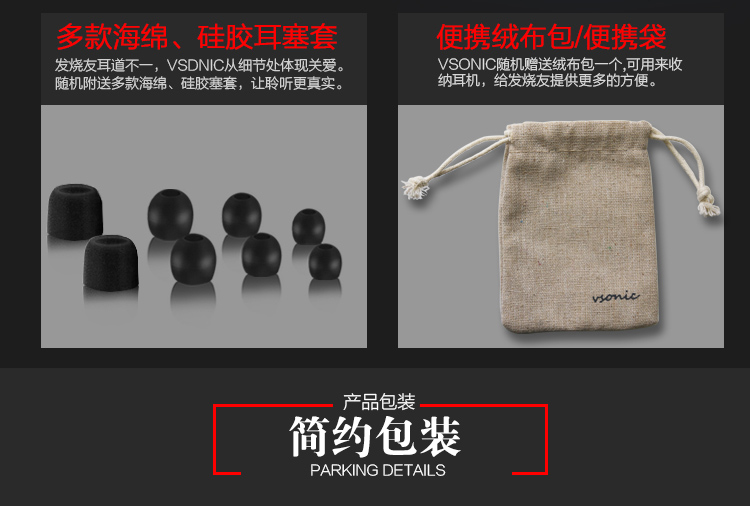 多款海绵、硅胶耳塞套
发烧友耳道不一，VSDNIC从细节处体现关爱。
随机附送多款海绵、硅胶塞套，让聆听更真实。
便携绒布包/便携袋
VSONIC随机赠送绒布包一个,可用来收
纳耳机，给发烧友提供更多的方便。
vsonic
产品包装
简约包装
PARKING DETAILS